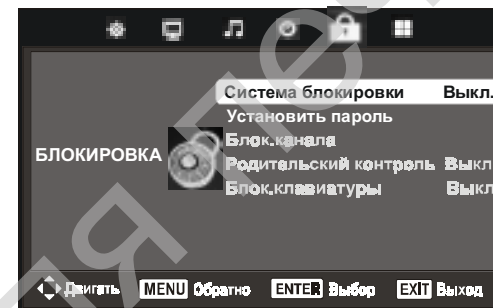 Система блокировки Выкл.
Установить пароль
Блок.канала
БЛОКИРОВКА
Родительский контроль Выкл
Блок.клавиатуры Выкл
Двигать MENU Обратно ENTER Выбор EXIT Выход